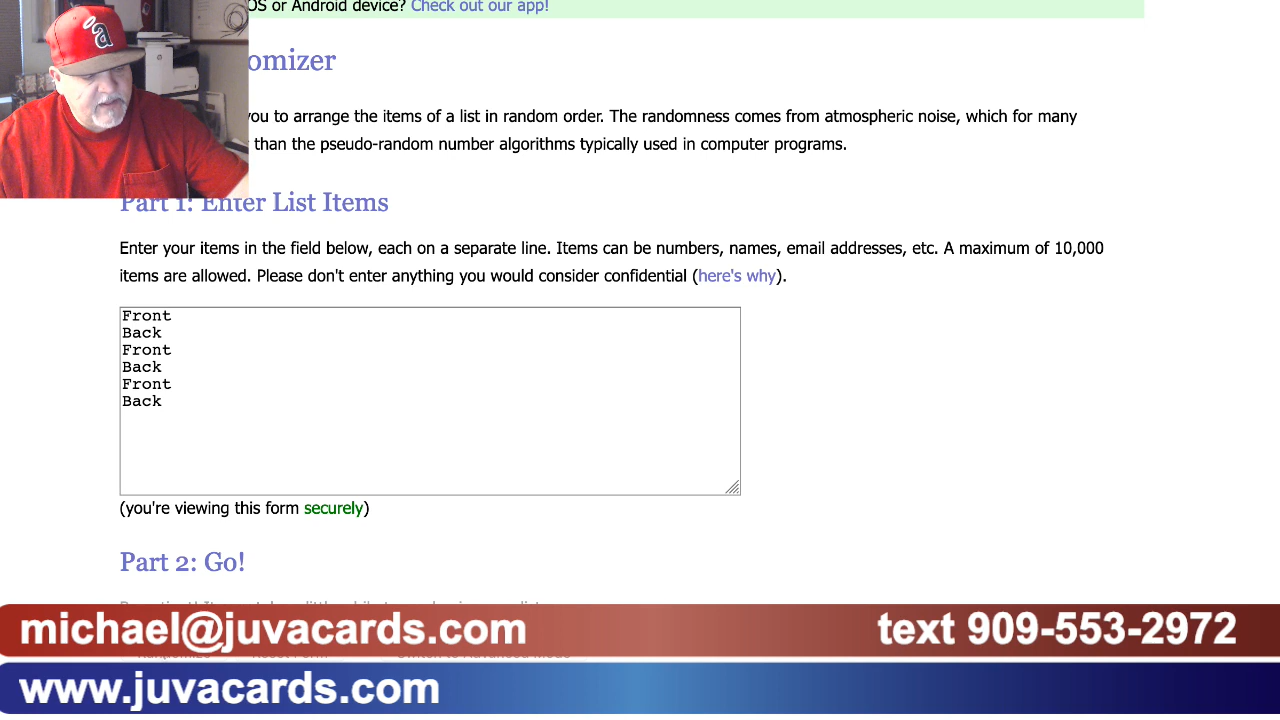 OS or Android device? Check out our app!
omizer
you to arrange the items of a list in random order. The randomness comes from atmospheric noise, which for many
than the pseudo-random number algorithms typically used in computer programs.
Part 1: Enter List Items
Enter your items in the field below, each on a separate line. Items can be numbers, names, email addresses, etc. A maximum of 10,000
items are allowed. Please don't enter anything you would consider confidential (here's why).
Front
Back
Front
Back
Front
Back
(you're viewing this form securely)
Part 2: Go!
michael@juvacards.com
text 909-553-2972
www.juvacards.com